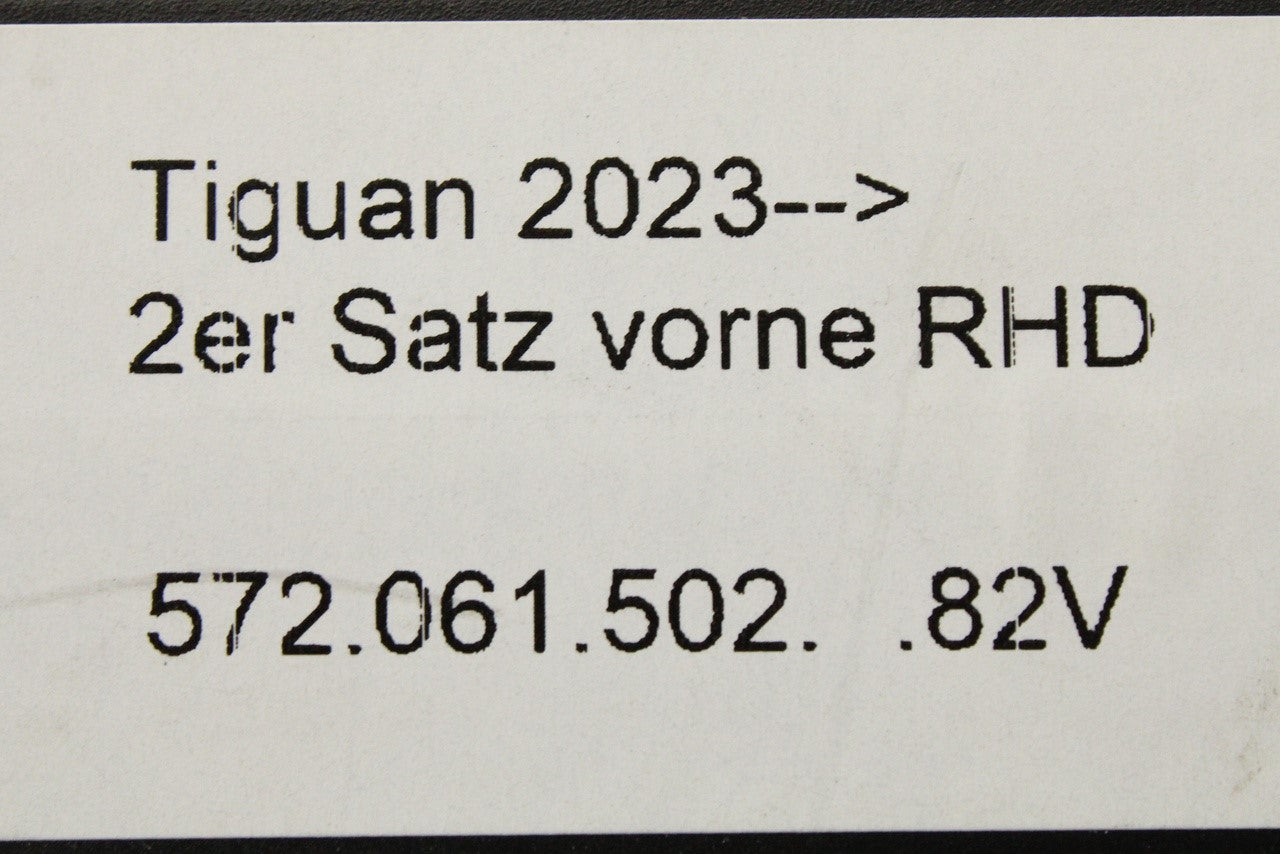 Tiguan 2023-->
2er Satz vorne RHD
572.061.502.  .82V